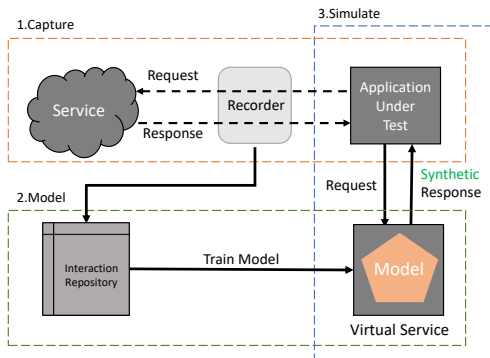 1.Capture
3.Simulate
Request
Service
Recorder
Application
Under
Test
Response
Request
Synthetic
Response
2.Model
Interaction
Repository
Train Model
Model
Virtual Service